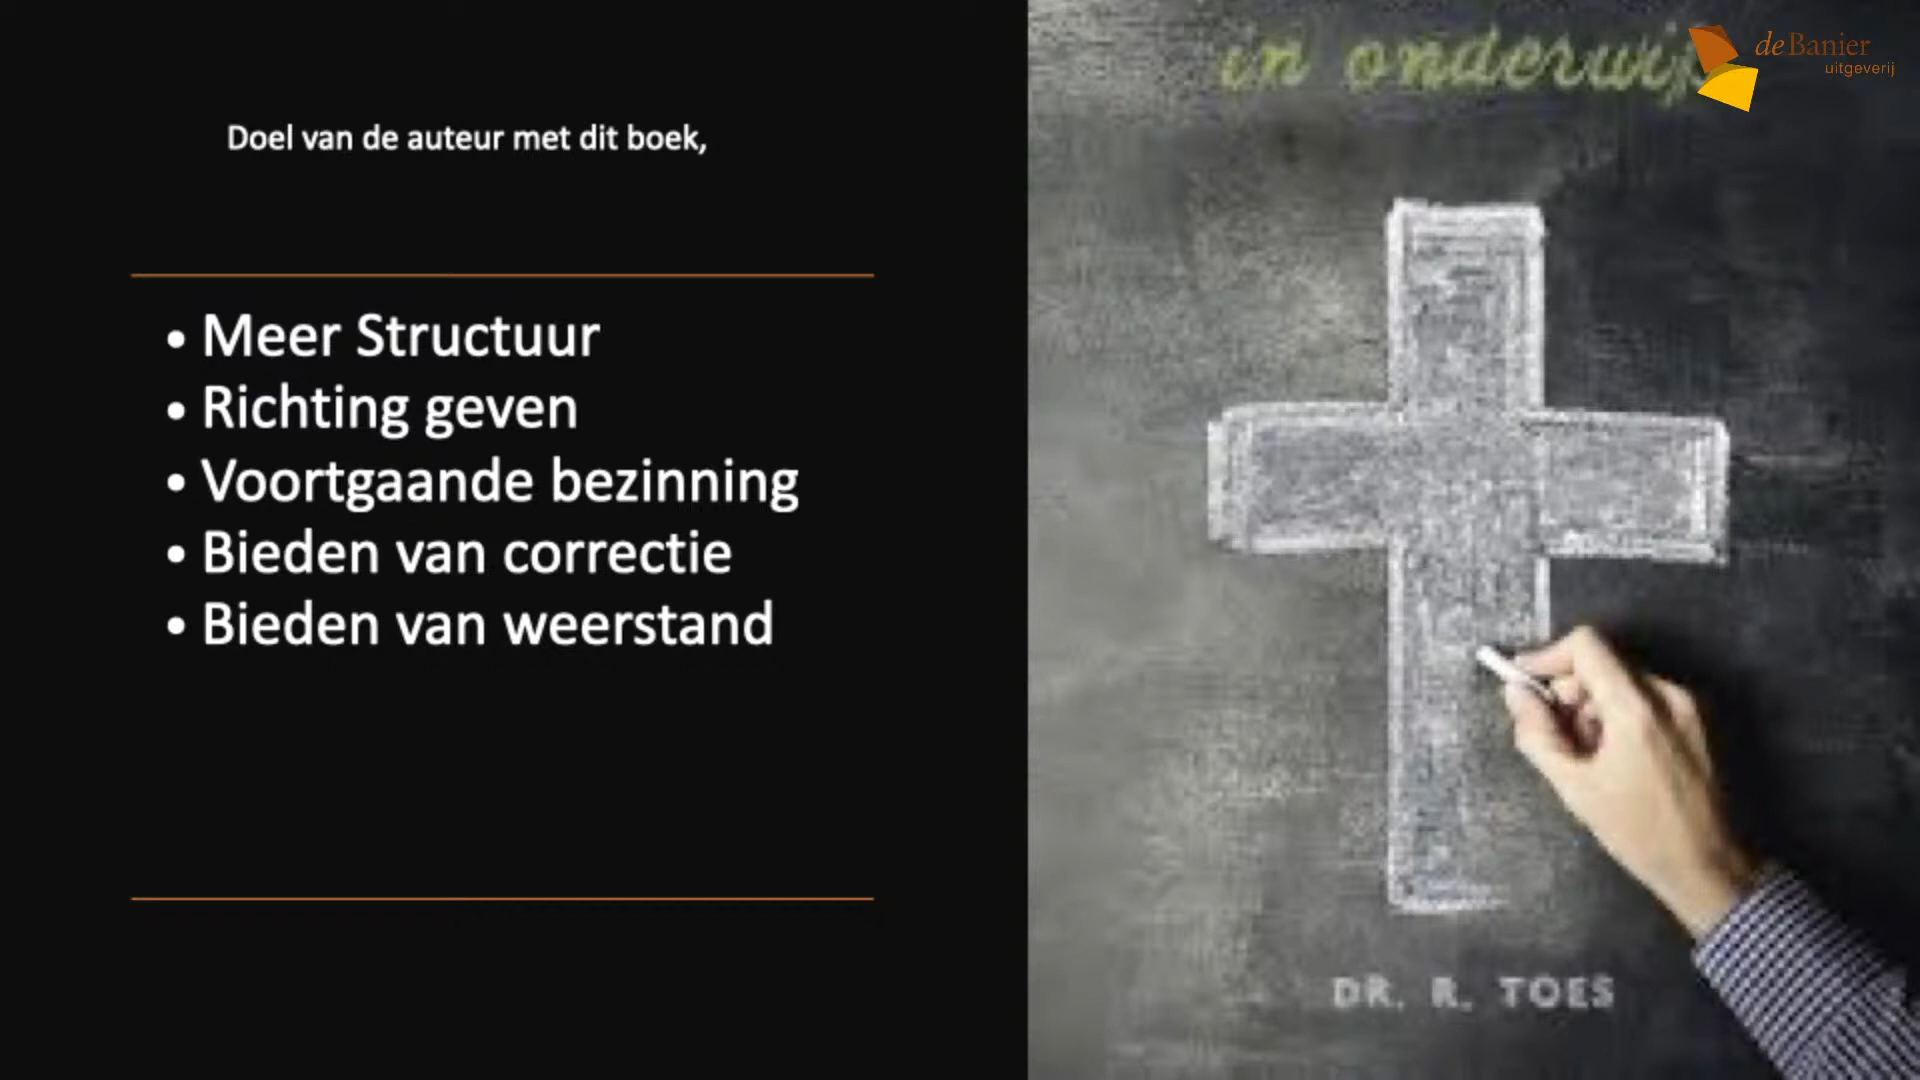 Doel van de auteur met dit boek,
• Meer Structuur
• Richting geven
• Voortgaande bezinning
• Bieden van correctie
• Bieden van weerstand
in onderwijs
deBanier
uitgeverij
DR. R. TOES